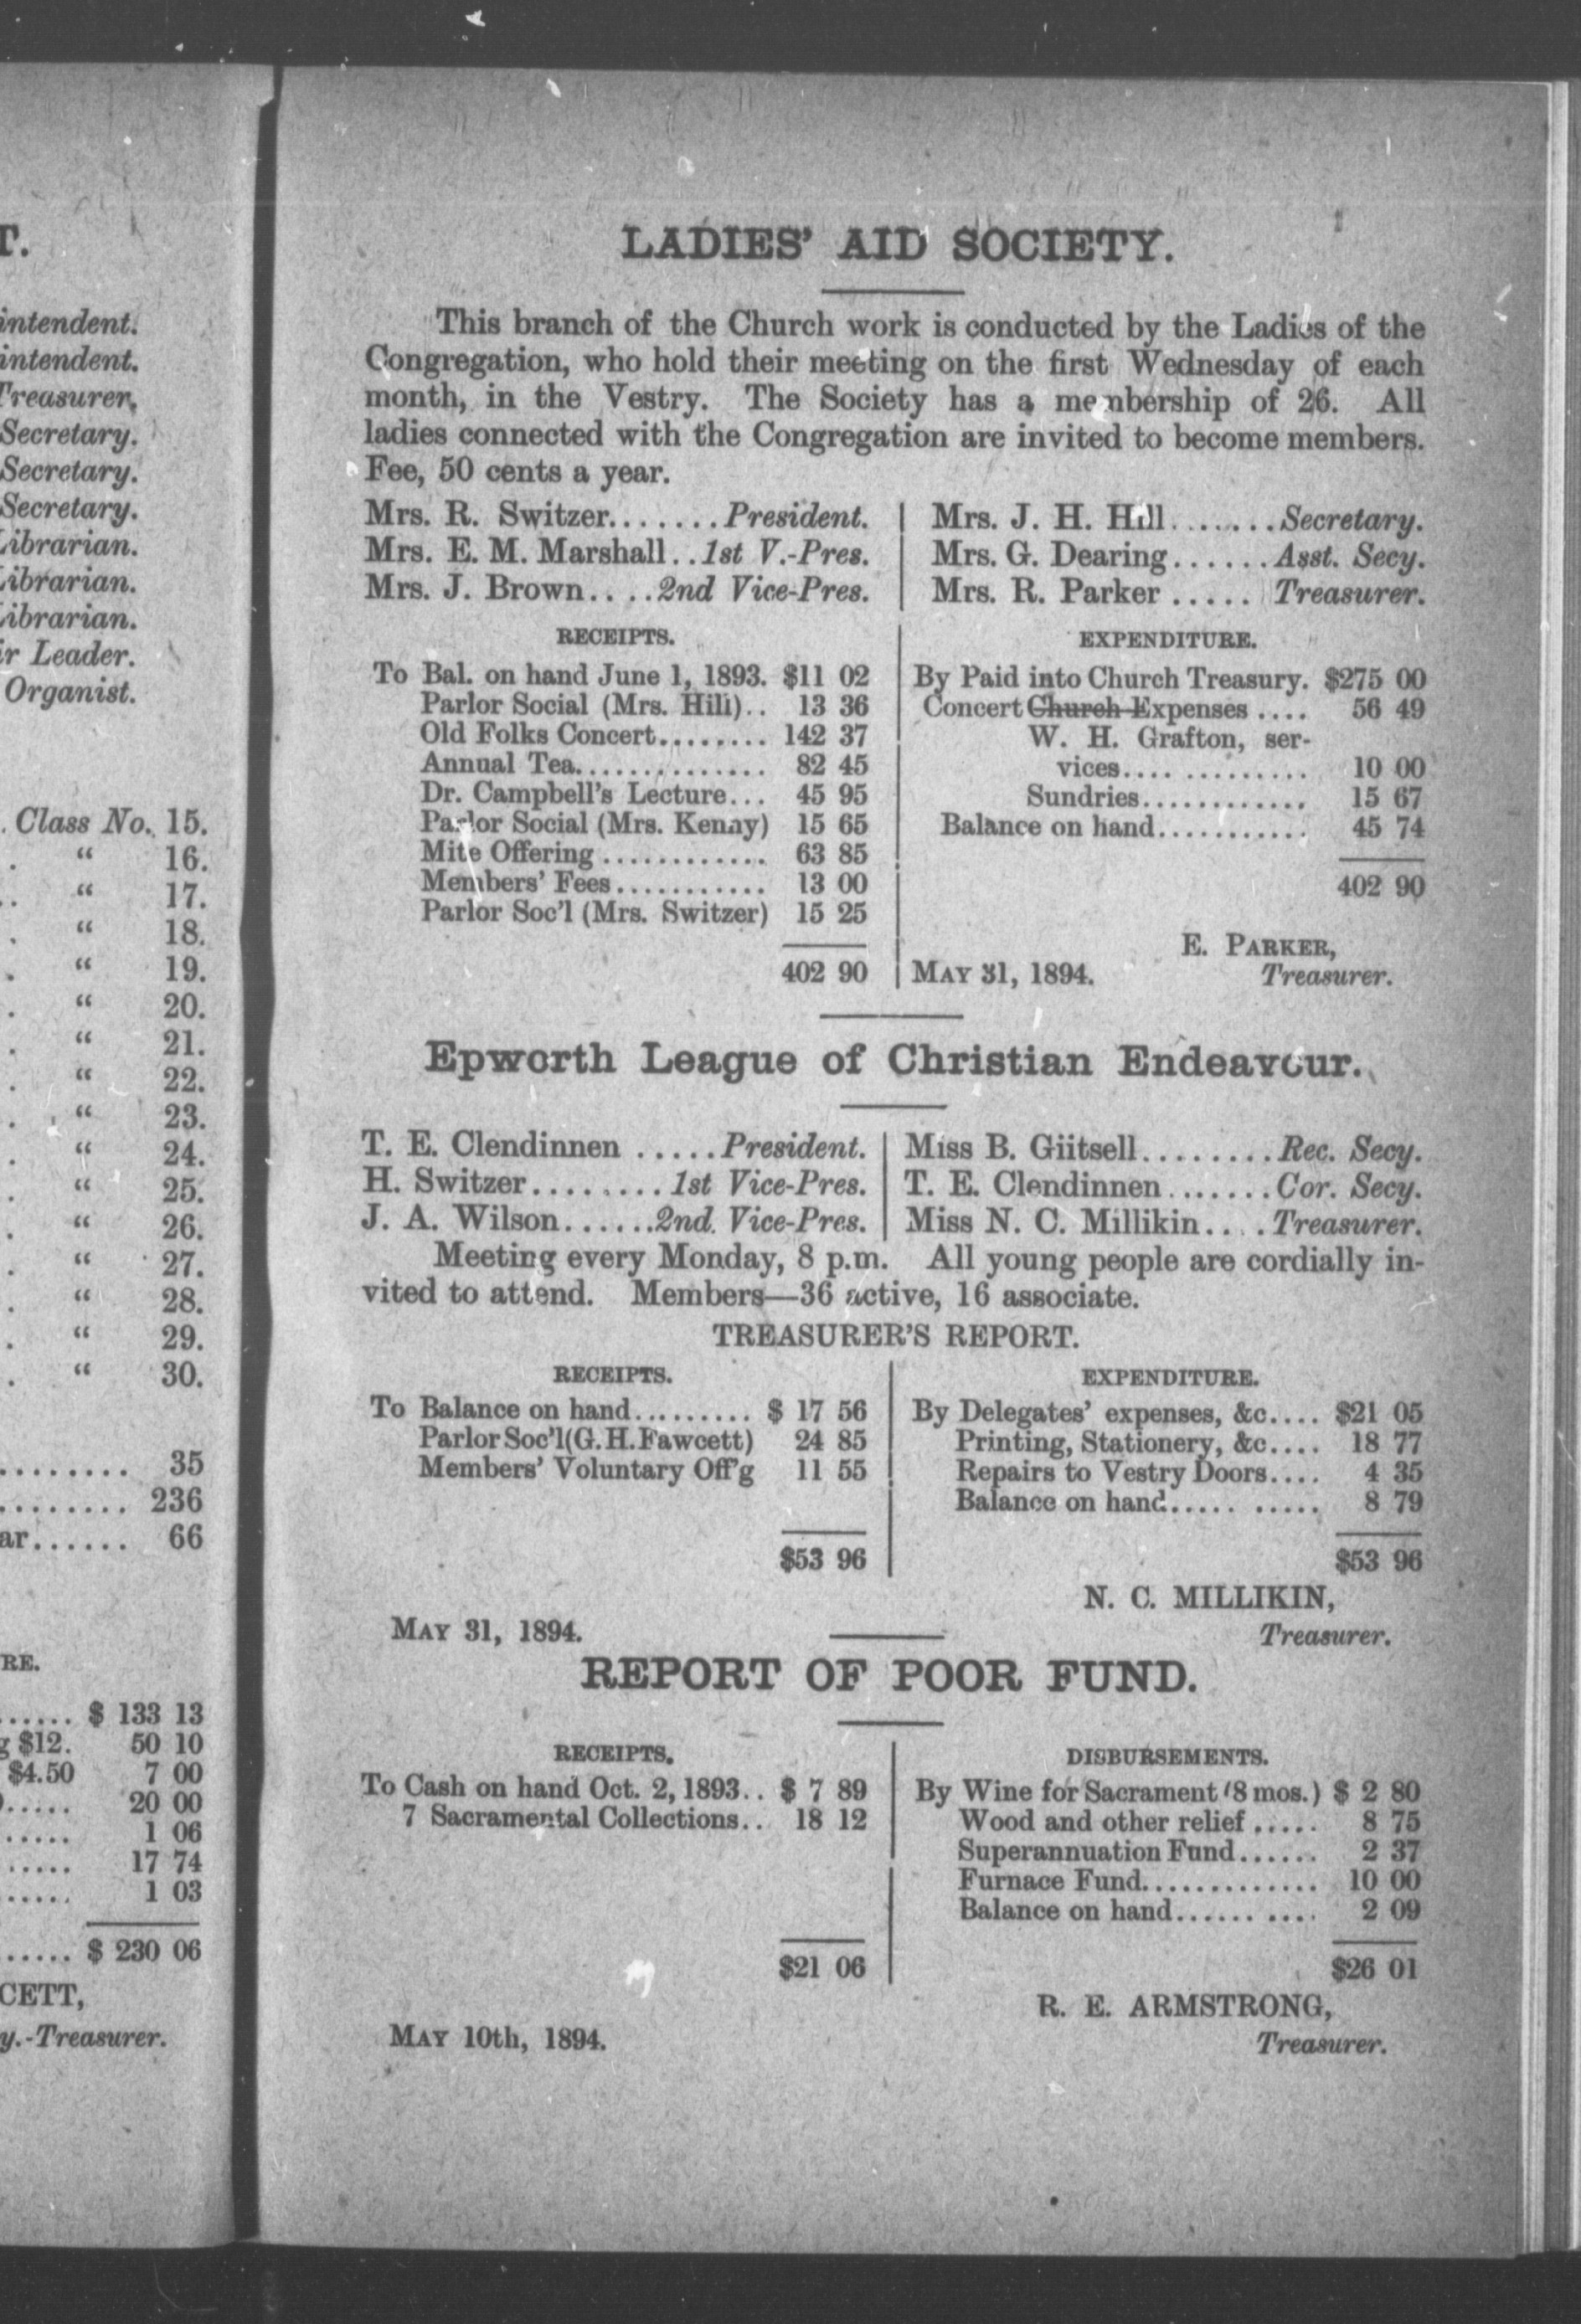 T.
intendent.
intendent.
Treasurer.
Secretary.
Secretary.
Secretary.
Librarian.
Librarian.
Librarian.
ir Leader.
Organist.
. Class No. 15.
. " 16.
.. " 17.
. " 18.
. " 19.
. " 20.
. " 21.
. " 22.
. " 23.
. " 24.
. " 25.
. " 26.
. " 27.
. " 28.
. " 29.
. " 30.
........ 35
........ 236
ar...... 66
RE.
...... $ 133 13
g $12. 50 10
$4.50 7 00
..... 20 00
..... 1 06
..... 17 74
..... 1 03
..... $ 230 06
CETT,
y.-Treasurer.
LADIES' AID SOCIETY.
This branch of the Church work is conducted by the Ladies of the
Congregation, who hold their meeting on the first Wednesday of each
month, in the Vestry. The Society has a membership of 26. All
ladies connected with the Congregation are invited to become members.
Fee, 50 cents a year.
Mrs. R. Switzer.......President.
Mrs. E. M. Marshall..1st V.-Pres.
Mrs. J. Brown....2nd Vice-Pres.
Mrs. J. H. Hill.......Secretary.
Mrs. G. Dearing......Asst. Secy.
Mrs. R. Parker ..... Treasurer.
RECEIPTS.
To Bal. on hand June 1, 1893. $11 02
Parlor Social (Mrs. Hill).. 13 36
Old Folks Concert........ 142 37
Annual Tea.............. 82 45
Dr. Campbell's Lecture... 45 95
Parlor Social (Mrs. Kenny) 15 65
Mite Offering ............ 63 85
Members' Fees........... 13 00
Parlor Soc'l (Mrs. Switzer) 15 25
402 90
EXPENDITURE.
By Paid into Church Treasury. $275 00
Concert Church Expenses .... 56 49
W. H. Grafton, ser-
vices............. 10 00
Sundries............ 15 67
Balance on hand........... 45 74
402 90
E. PARKER,
MAY 31, 1894. Treasurer.
Epworth League of Christian Endeavour.
T. E. Clendinnen .....President.
H. Switzer.........1st Vice-Pres.
J. A. Wilson......2nd. Vice-Pres.
Miss B. Giitsell........Rec. Secy.
T. E. Clendinnen.......Cor. Secy.
Miss N. C. Millikin....Treasurer.
Meeting every Monday, 8 p.m. All young people are cordially in-
vited to attend. Members—36 active, 16 associate.
TREASURER'S REPORT.
RECEIPTS.
To Balance on hand.......... $ 17 56
Parlor Soc'l(G.H.Fawcett) 24 85
Members' Voluntary Off'g 11 55
$53 96
EXPENDITURE.
By Delegates' expenses, &c.... $21 05
Printing, Stationery, &c.... 18 77
Repairs to Vestry Doors.... 4 35
Balance on hand..... ..... 8 79
$53 96
N. C. MILLIKIN,
MAY 31, 1894. Treasurer.
REPORT OF POOR FUND.
RECEIPTS.
To Cash on hand Oct. 2, 1893.. $ 7 89
7 Sacramental Collections.. 18 12
$21 06
DISBURSEMENTS.
By Wine for Sacrament (8 mos.) $ 2 80
Wood and other relief ..... 8 75
Superannuation Fund...... 2 37
Furnace Fund............. 10 00
Balance on hand...... .... 2 09
$26 01
R. E. ARMSTRONG,
MAY 10th, 1894. Treasurer.